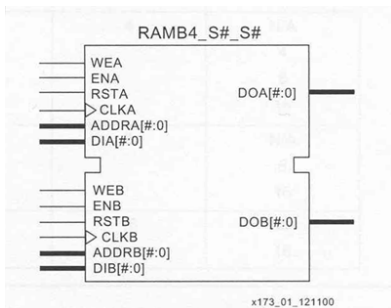 RAMB4_S#_S#
WEA
ENA
RSTA
CLKA
ADDRA[#:0]
DIA[#:0]
DOA[#:0]
WEB
ENB
RSTB
CLKB
ADDRB[#:0]
DIB[#:0]
DOB[#:0]
x173_01_121100